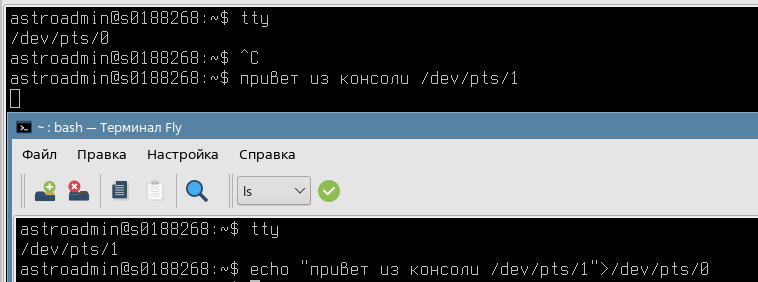 astroadmin@s0188268:~$ tty
/dev/pts/0
astroadmin@s0188268:~$ ^C
astroadmin@s0188268:~$ привет из консоли /dev/pts/1
~ : bash — Терминал Fly
Файл Правка Настройка Справка
ls
astroadmin@s0188268:~$ tty
/dev/pts/1
astroadmin@s0188268:~$ echo "привет из консоли /dev/pts/1">/dev/pts/0